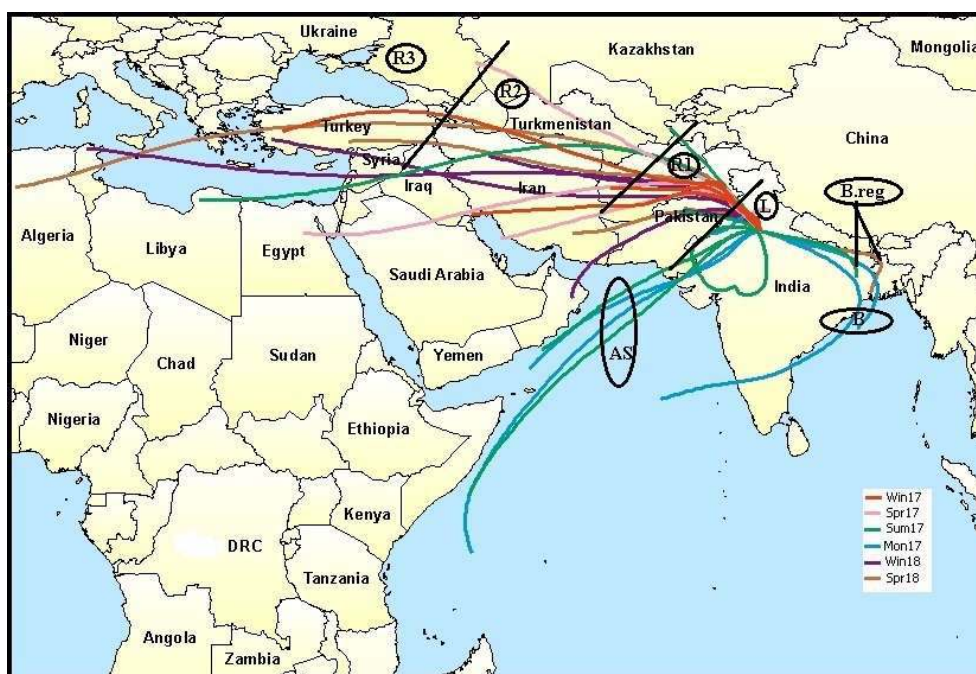 Ukraine
R3
Kazakhstan
Mongolia
R2
Turkey
Turkmenistan
China
Syria
R1
Iraq
Iran
B.reg
L
Pakistan
Algeria
Libya
Egypt
Saudi Arabia
India
B
Niger
Chad
Sudan
Yemen
AS
Nigeria
Ethiopia
Kenya
DRC
Tanzania
Angola
Zambia
Win17
Spr17
Sum17
Mon17
Win18
Spr18